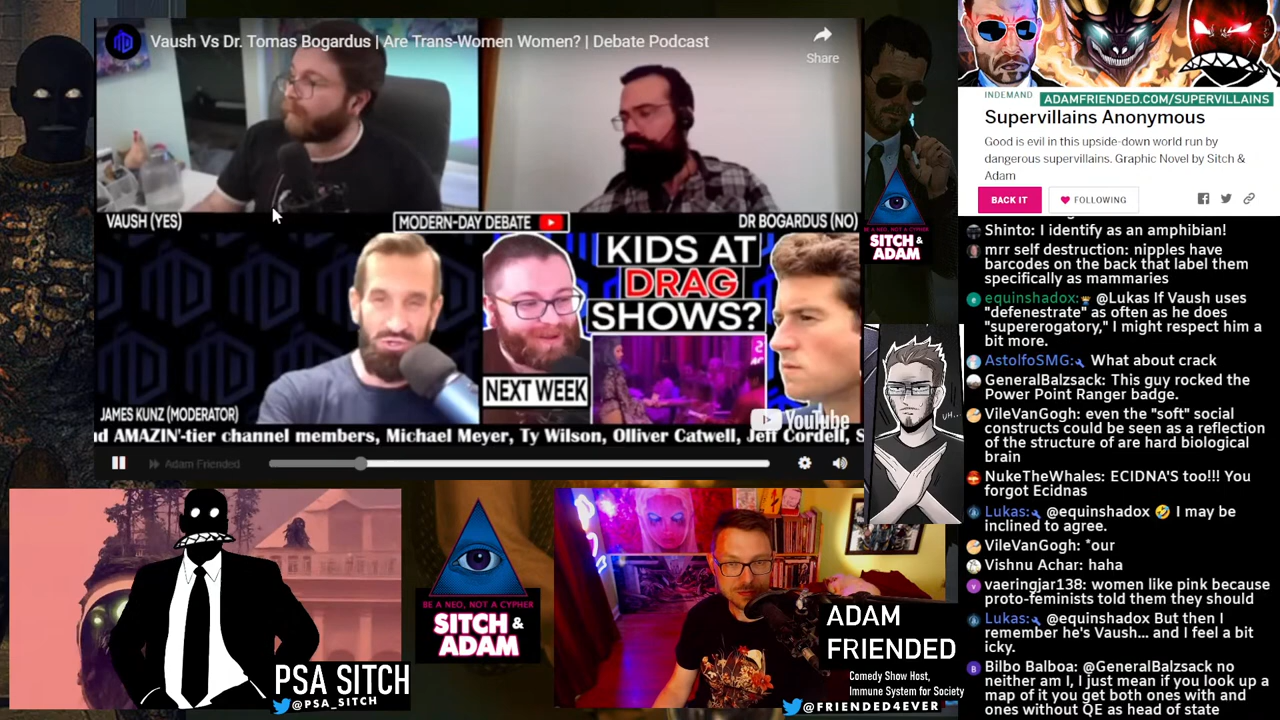 Vaush Vs Dr. Tomas Bogardus | Are Trans-Women Women? | Debate Podcast
Share
VAUSH (YES)
MODERN-DAY DEBATE
DR BOGARDUS (NO)
KIDS AT
DRAG
SHOWS?
NEXT WEEK
JAMES KUNZ (MODERATOR)
YouTube
nd AMAZIN'-tier channel members, Michael Meyer, Ty Wilson, Olliver Catwell, Jeff Cordell, S
Adam Friended
BE A NEO, NOT A CYPHER
SITCH &
ADAM
UH...
BE A NEO, NOT A CYPHER
SITCH &
ADAM
PSA SITCH
@PSA_SITCH
ADAM
FRIENDED
Comedy Show Host,
Immune System for Society
@FRIENDED4EVER
INDEMAND
ADAMFRIENDED.COM/SUPERVILLAINS
Supervillains Anonymous
Good is evil in this upside-down world run by
dangerous supervillains. Graphic Novel by Sitch &
Adam
BACK IT
FOLLOWING
Shinto: I identify as an amphibian!
mrr self destruction: nipples have
barcodes on the back that label them
specifically as mammaries
equinshadox: @Lukas If Vaush uses
"defenestrate" as often as he does
"supererogatory," I might respect him a
bit more.
AstolfoSMG: What about crack
GeneralBalzsack: This guy rocked the
Power Point Ranger badge.
VileVanGogh: even the "soft" social
constructs could be seen as a reflection
of the structure of are hard biological
brain
NukeTheWhales: ECIDNA'S too!!! You
forgot Ecidnas
Lukas: @equinshadox 🤣 I may be
inclined to agree.
VileVanGogh: *our
Vishnu Achar: haha
vaeringjar138: women like pink because
proto-feminists told them they should
Lukas: @equinshadox But then I
remember he's Vaush... and I feel a bit
icky.
Bilbo Balboa: @GeneralBalzsack no
neither am I, I just mean if you look up a
map of it you get both ones with and
ones without QE as head of state